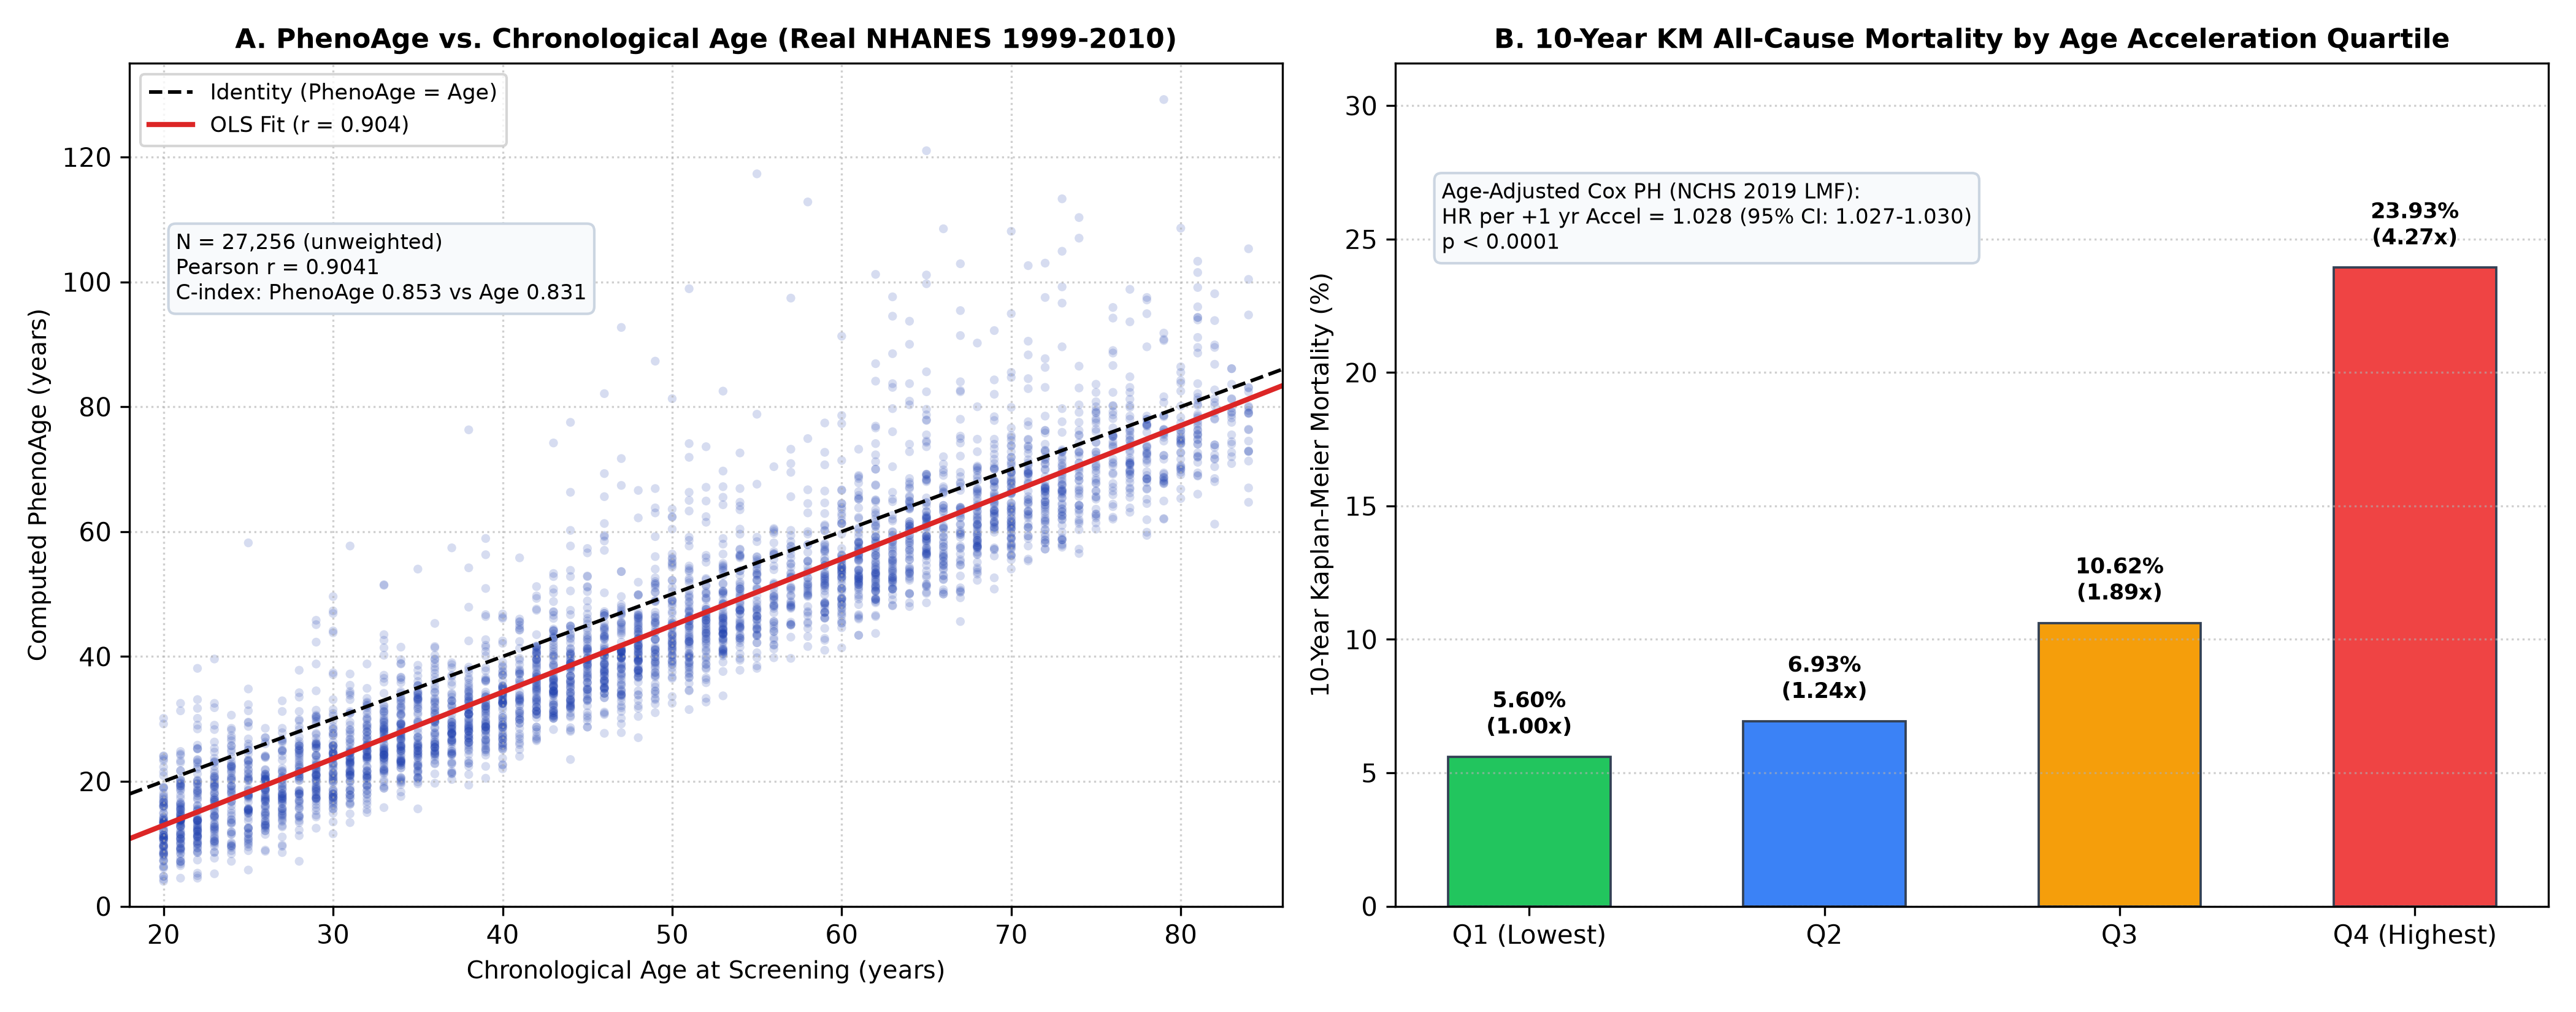 A. PhenoAge vs. Chronological Age (Real NHANES 1999-2010)
Identity (PhenoAge = Age)
OLS Fit (r = 0.904)
N = 27,256 (unweighted)
Pearson r = 0.9041
C-index: PhenoAge 0.853 vs Age 0.831
Computed PhenoAge (years)
120
100
80
60
40
20
0
20 30 40 50 60 70 80
Chronological Age at Screening (years)
B. 10-Year KM All-Cause Mortality by Age Acceleration Quartile
Age-Adjusted Cox PH (NCHS 2019 LMF):
HR per +1 yr Accel = 1.028 (95% CI: 1.027-1.030)
p < 0.0001
10-Year Kaplan-Meier Mortality (%)
30
25
20
15
10
5
0
5.60%
(1.00x)
6.93%
(1.24x)
10.62%
(1.89x)
23.93%
(4.27x)
Q1 (Lowest) Q2 Q3 Q4 (Highest)